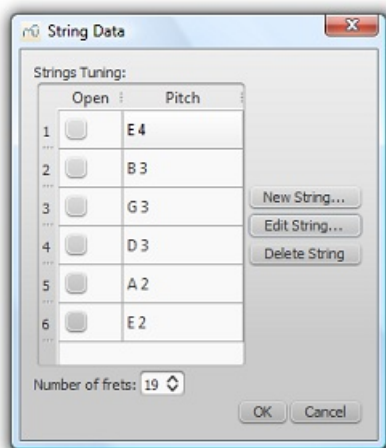 String Data
Strings Tuning:
Open Pitch
1 E 4
2 B 3
3 G 3
4 D 3
5 A 2
6 E 2
New String...
Edit String...
Delete String
Number of frets: 19
OK Cancel